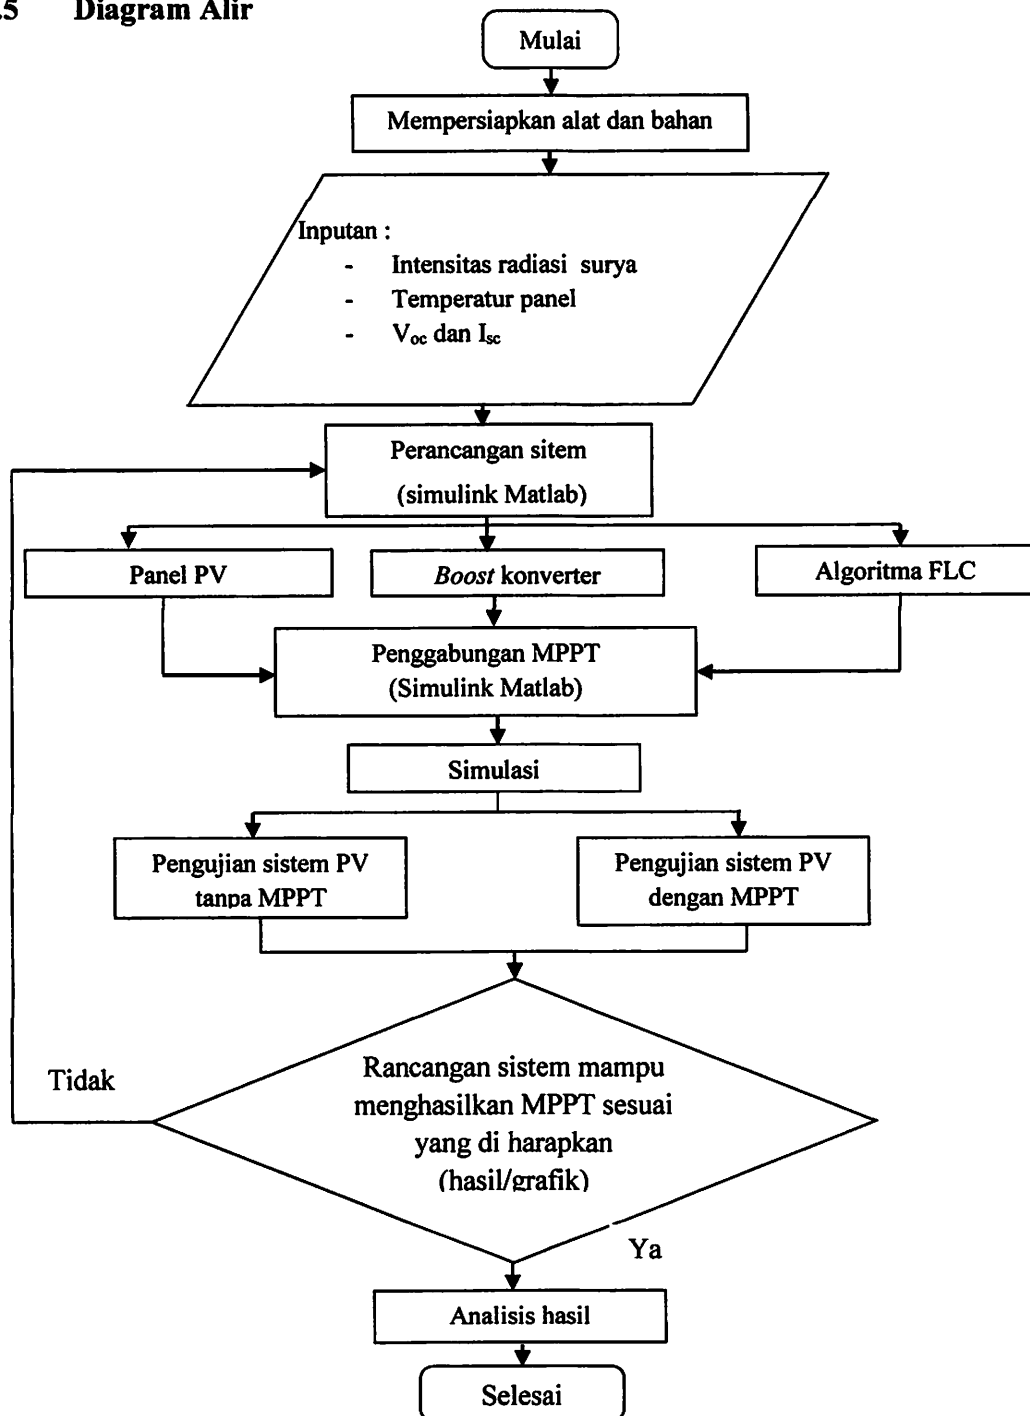 .5 Diagram Alir
Mulai
Mempersiapkan alat dan bahan
Inputan :
- Intensitas radiasi surya
- Temperatur panel
- Voc dan Isc
Perancangan sitem
(simulink Matlab)
Panel PV
Boost konverter
Algoritma FLC
Penggabungan MPPT
(Simulink Matlab)
Simulasi
Pengujian sistem PV
tanpa MPPT
Pengujian sistem PV
dengan MPPT
Tidak
Rancangan sistem mampu
menghasilkan MPPT sesuai
yang di harapkan
(hasil/grafik)
Ya
Analisis hasil
Selesai